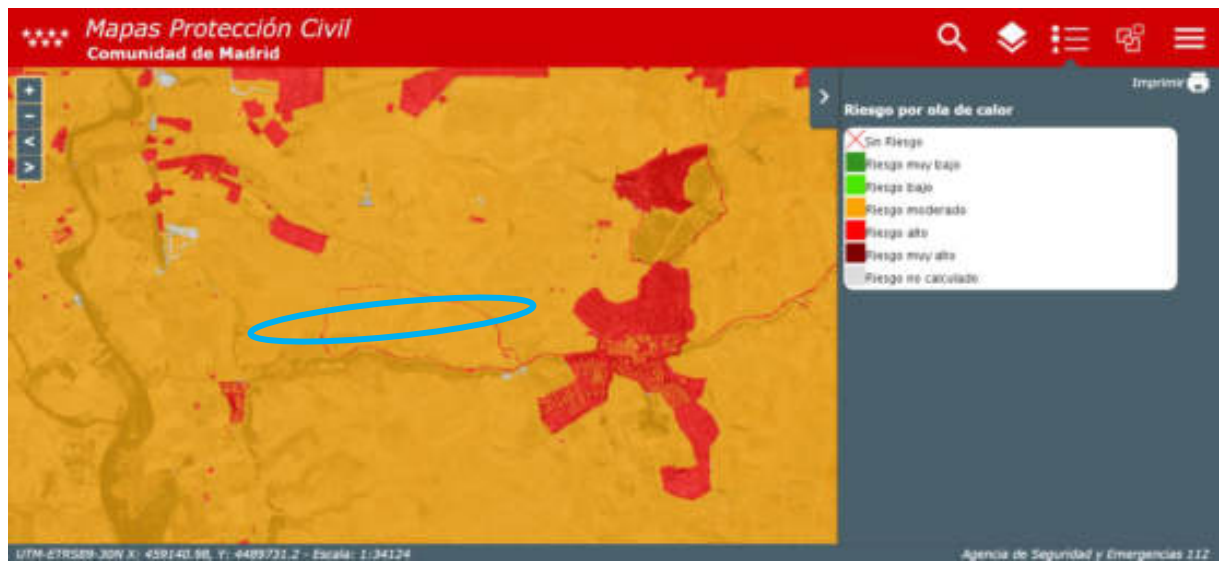 Mapas Protección Civil
Comunidad de Madrid
Imprimir
Riesgo por ola de calor
Sin Riesgo
Riesgo muy bajo
Riesgo bajo
Riesgo moderado
Riesgo alto
Riesgo muy alto
Riesgo no calculado
UTM-ETRS89-30N X: 459140.98, Y: 4489731.2 - Escala: 1:34124
Agencia de Seguridad y Emergencias 112